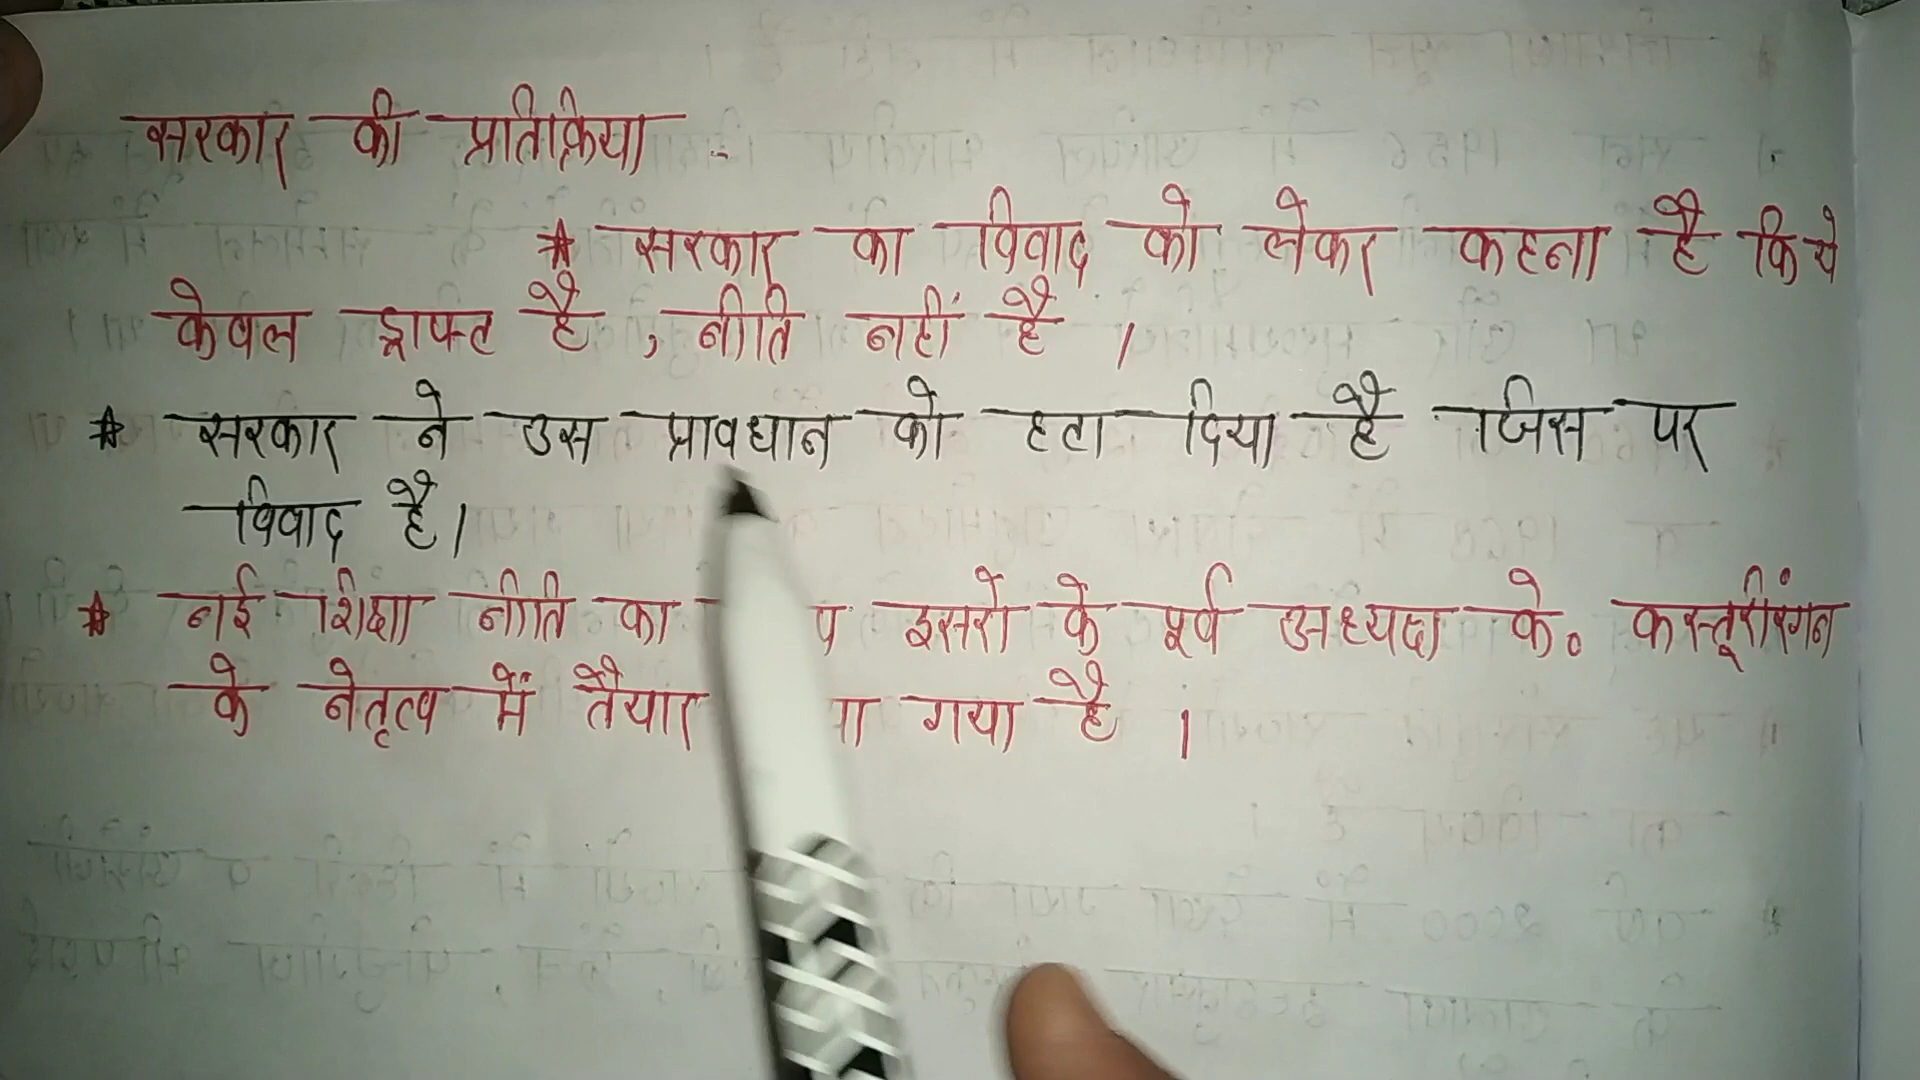 सरकार की प्रतिक्रिया -
* सरकार का विवाद को लेकर कहना है कि ये
केवल ड्राफ्ट है, नीति नहीं है ।
* सरकार ने उस प्रावधान को हटा दिया है जिस पर
विवाद है।
* नई शिक्षा नीति का इसरो के पूर्व अध्यक्ष के० कस्तूरीरंगन
के नेतृत्व में तैयार गया है ।